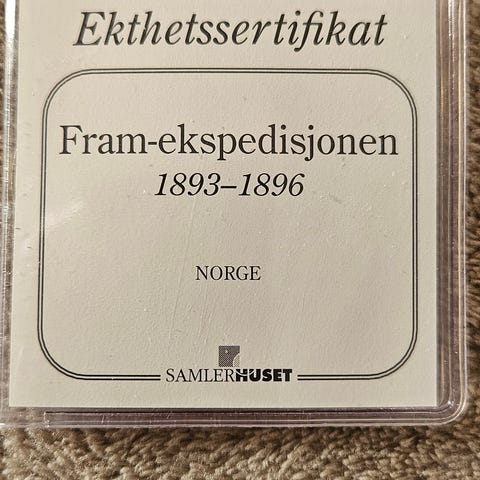 Ekthetssertifikat
Fram-ekspedisjonen
1893–1896
NORGE
SAMLERHUSET